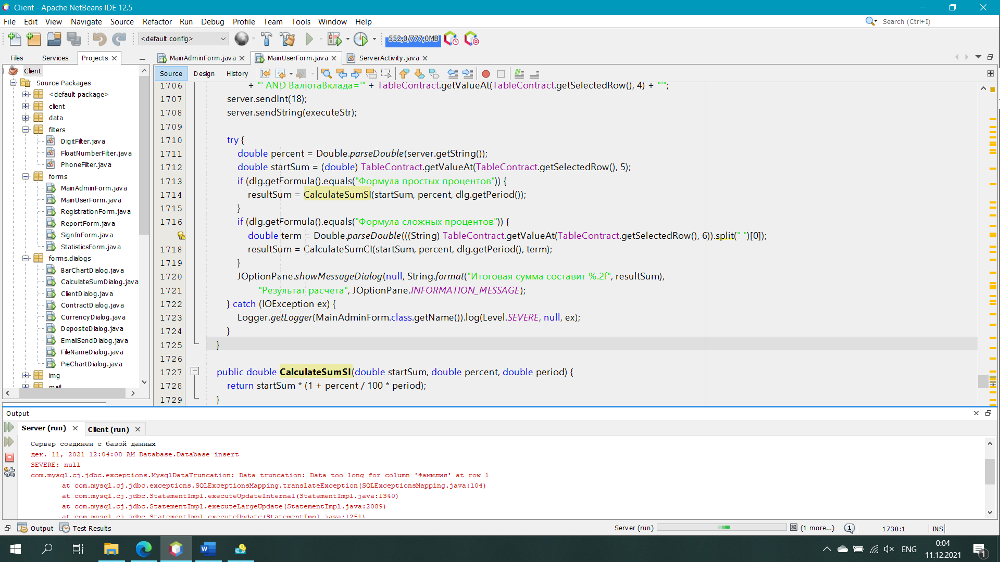 Client - Apache NetBeans IDE 12.5
File Edit View Navigate Source Refactor Run Debug Profile Team Tools Window Help
Search (Ctrl+I)
<default config>
552,0/777,0MB
Files Services Projects
MainAdminForm.java MainUserForm.java ServerActivity.java
Source Design History
Client
Source Packages
<default package>
client
data
filters
DigitFilter.java
FloatNumberFilter.java
PhoneFilter.java
forms
MainAdminForm.java
MainUserForm.java
RegistrationForm.java
ReportForm.java
SignInForm.java
StatisticsForm.java
forms.dialogs
BarChartDialog.java
CalculateSumDialog.java
ClientDialog.java
ContractDialog.java
CurrencyDialog.java
DepositeDialog.java
EmailSendDialog.java
FileNameDialog.java
PieChartDialog.java
img
mail
1706 + "' AND ВалютаВклада='" + TableContract.getValueAt(TableContract.getSelectedRow(), 4) + "'";
1707 server.sendInt(18);
1708 server.sendString(executeStr);
1709
1710 try {
1711 double percent = Double.parseDouble(server.getString());
1712 double startSum = (double) TableContract.getValueAt(TableContract.getSelectedRow(), 5);
1713 if (dlg.getFormula().equals("Формула простых процентов")) {
1714 resultSum = CalculateSumSI(startSum, percent, dlg.getPeriod());
1715 }
1716 if (dlg.getFormula().equals("Формула сложных процентов")) {
double term = Double.parseDouble(((String) TableContract.getValueAt(TableContract.getSelectedRow(), 6)).split(" ")[0]);
1718 resultSum = CalculateSumCI(startSum, percent, dlg.getPeriod(), term);
1719 }
1720 JOptionPane.showMessageDialog(null, String.format("Итоговая сумма составит %.2f", resultSum),
1721 "Результат расчета", JOptionPane.INFORMATION_MESSAGE);
1722 } catch (IOException ex) {
1723 Logger.getLogger(MainAdminForm.class.getName()).log(Level.SEVERE, null, ex);
1724 }
1725 }
1726
1727 public double CalculateSumSI(double startSum, double percent, double period) {
1728 return startSum * (1 + percent / 100 * period);
1729 }
Output
Server (run) Client (run)
Сервер соединен с базой данных
дек. 11, 2021 12:04:08 AM Database.Database insert
SEVERE: null
com.mysql.cj.jdbc.exceptions.MysqlDataTruncation: Data truncation: Data too long for column 'Фамилия' at row 1
at com.mysql.cj.jdbc.exceptions.SQLExceptionsMapping.translateException(SQLExceptionsMapping.java:104)
at com.mysql.cj.jdbc.StatementImpl.executeUpdateInternal(StatementImpl.java:1340)
at com.mysql.cj.jdbc.StatementImpl.executeLargeUpdate(StatementImpl.java:2089)
at com.mysql.cj.jdbc.StatementImpl.executeUpdate(StatementImpl.java:1251)
Output Test Results
Server (run) (1 more...) 1 1730:1 INS
ENG
0:04
11.12.2021
1